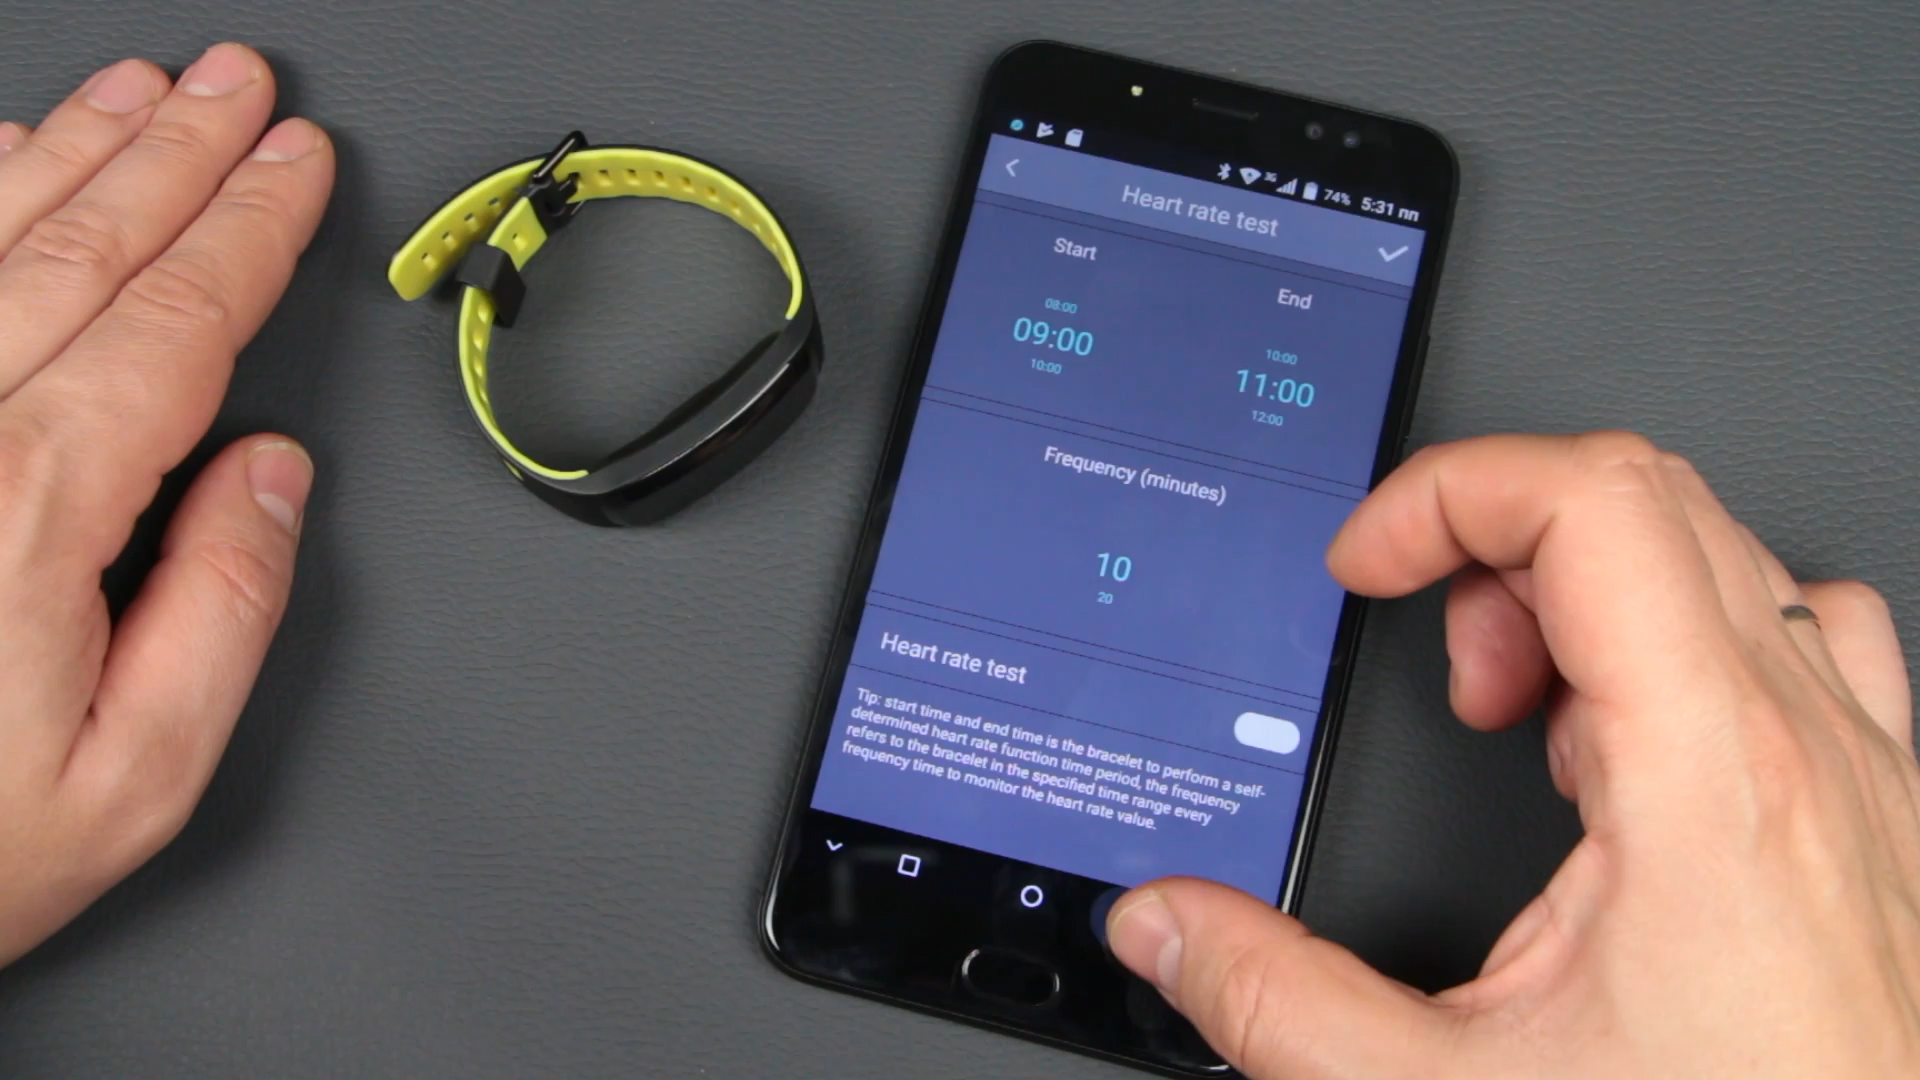 3G 74% 5:31 пп
Heart rate test
Start
End
08:00
09:00
10:00
10:00
11:00
12:00
Frequency (minutes)
10
20
Heart rate test
Tip: start time and end time is the bracelet to perform a self-
determined heart rate function time period, the frequency
refers to the bracelet in the specified time range every
frequency time to monitor the heart rate value.